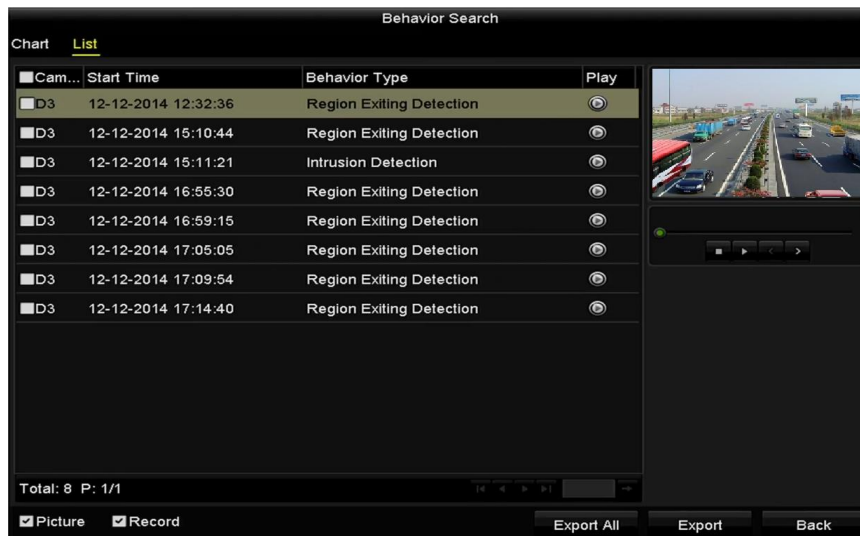 Behavior Search
Chart List
Cam... Start Time Behavior Type Play
D3 12-12-2014 12:32:36 Region Exiting Detection
D3 12-12-2014 15:10:44 Region Exiting Detection
D3 12-12-2014 15:11:21 Intrusion Detection
D3 12-12-2014 16:55:30 Region Exiting Detection
D3 12-12-2014 16:59:15 Region Exiting Detection
D3 12-12-2014 17:05:05 Region Exiting Detection
D3 12-12-2014 17:09:54 Region Exiting Detection
D3 12-12-2014 17:14:40 Region Exiting Detection
Total: 8 P: 1/1
Picture Record Export All Export Back